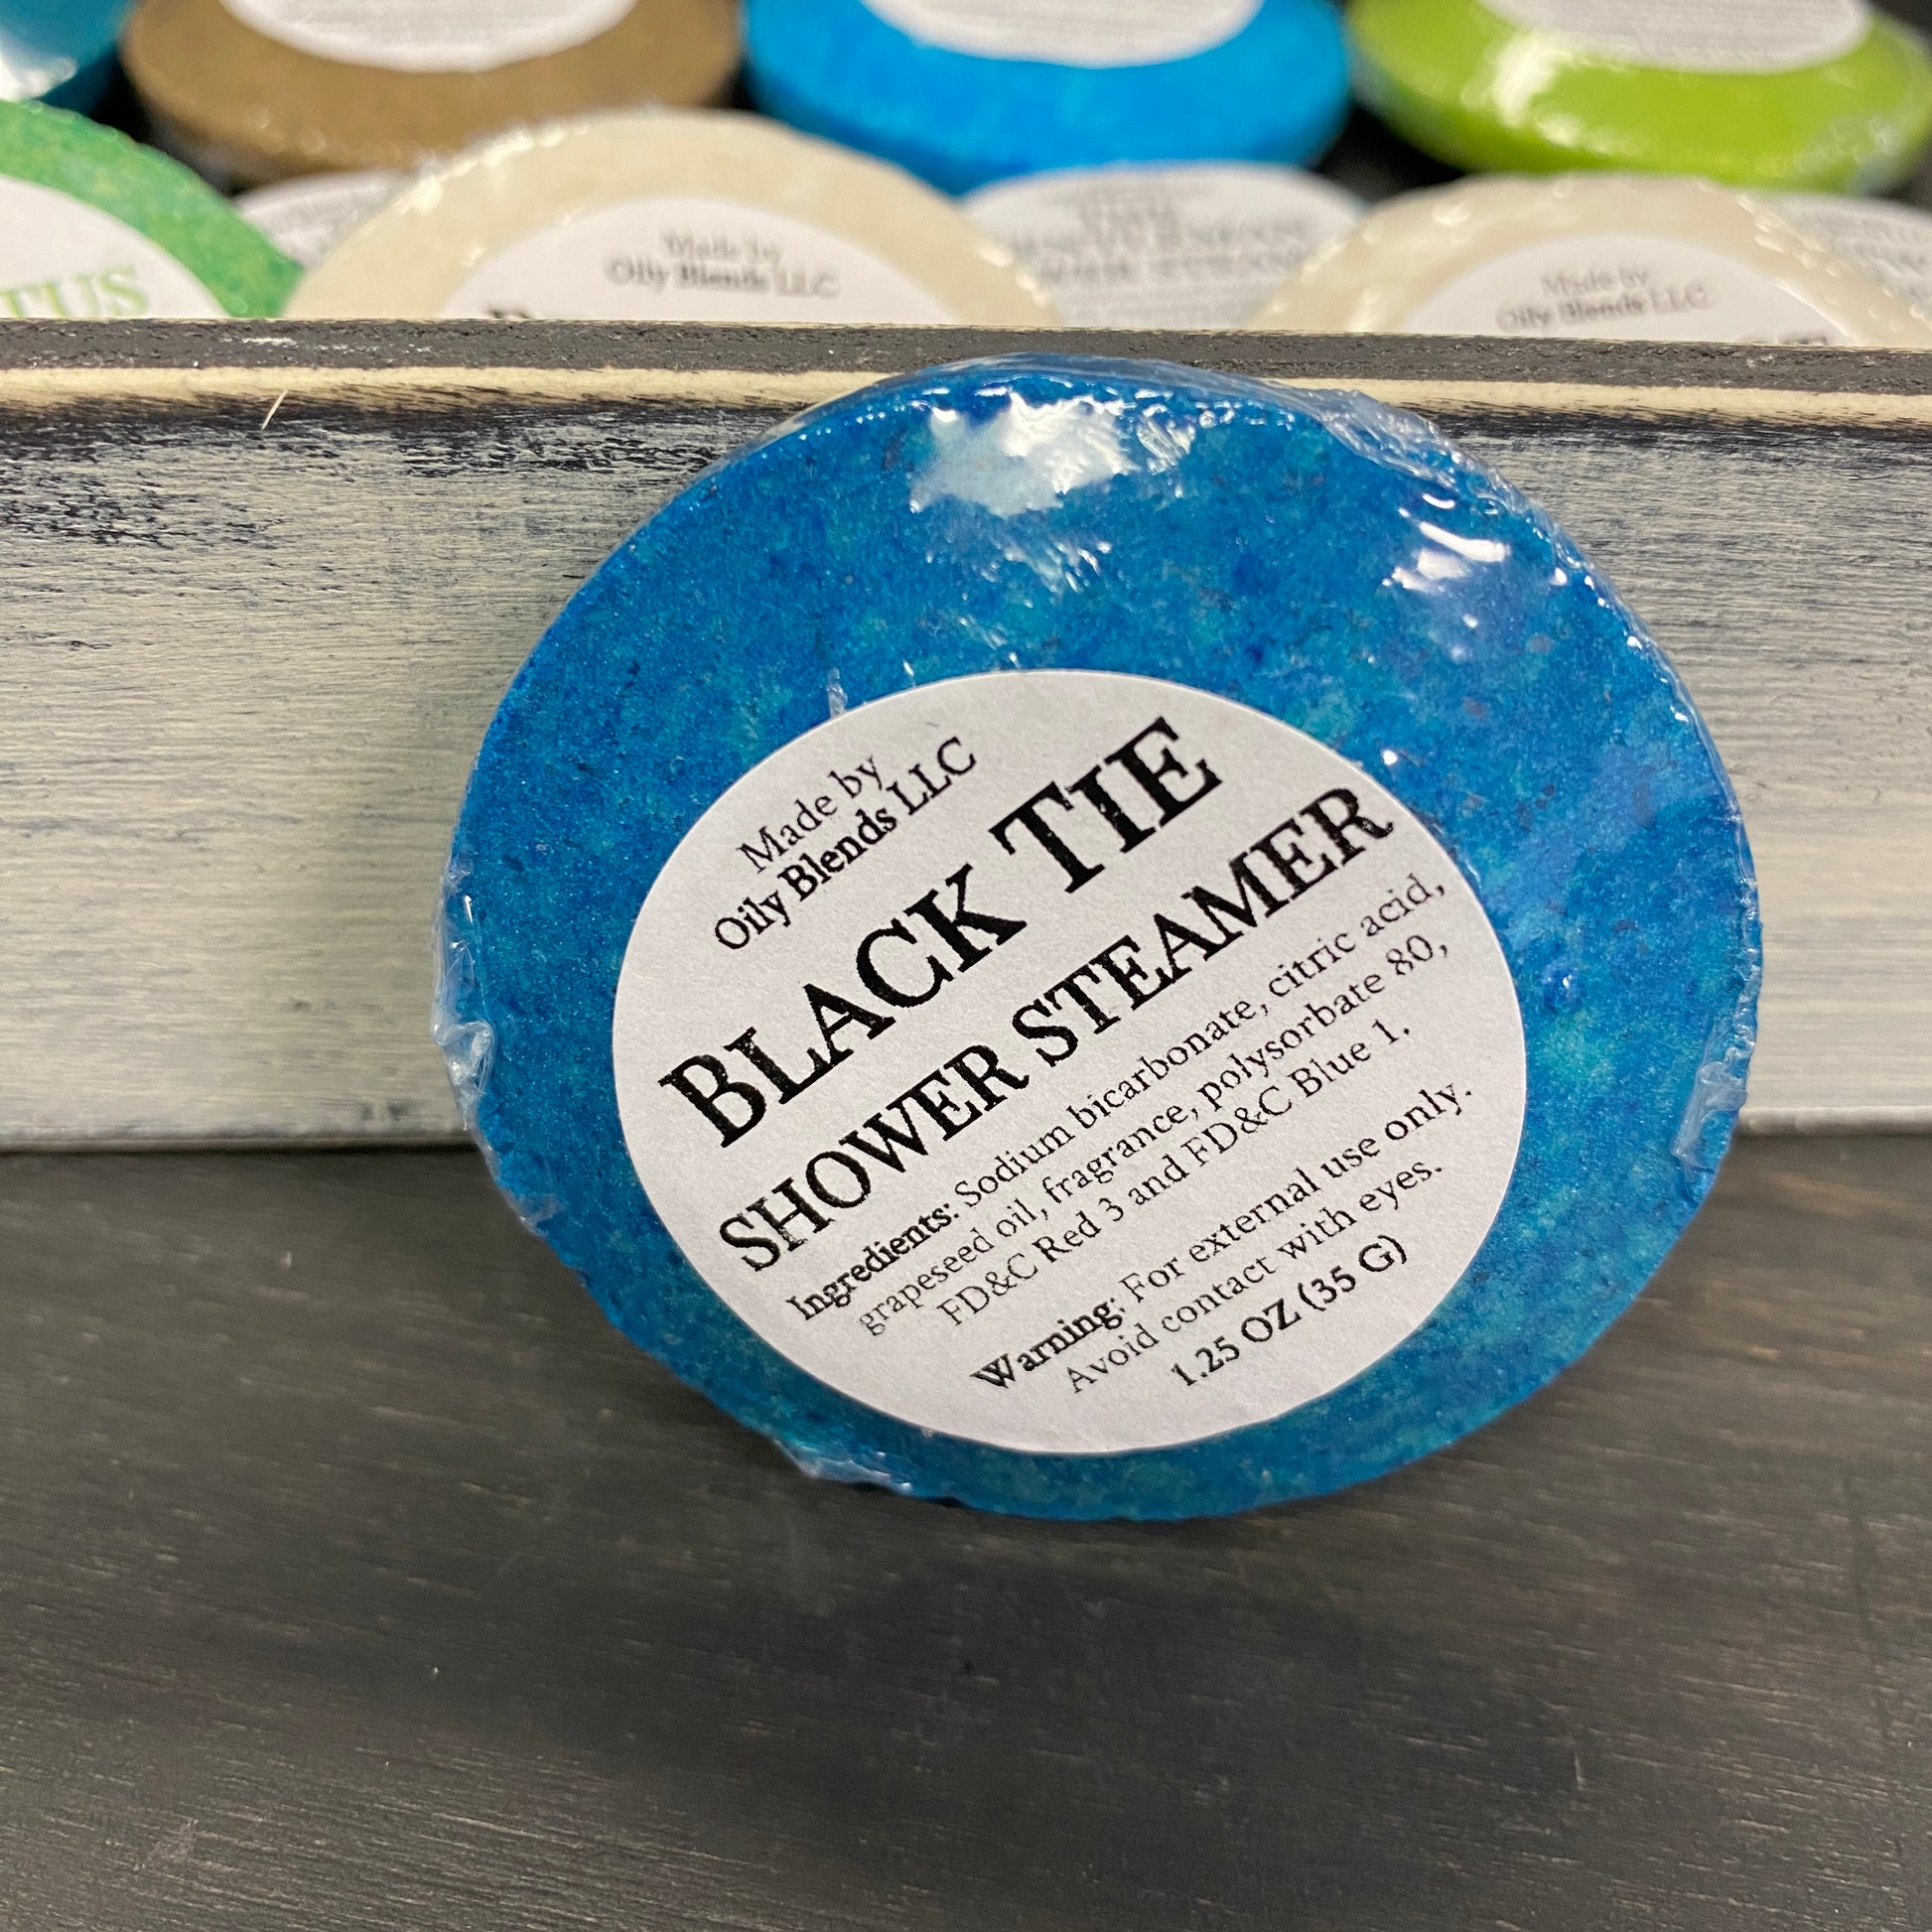 TUS
Made by
Oily Blends LLC
Made by
Oily Blends LLC
Made by
Oily Blends LLC
BLACK TIE
SHOWER STEAMER
Ingredients: Sodium bicarbonate, citric acid,
grapeseed oil, fragrance, polysorbate 80,
FD&C Red 3 and FD&C Blue 1.
Warning: For external use only.
Avoid contact with eyes.
1.25 OZ (35 G)